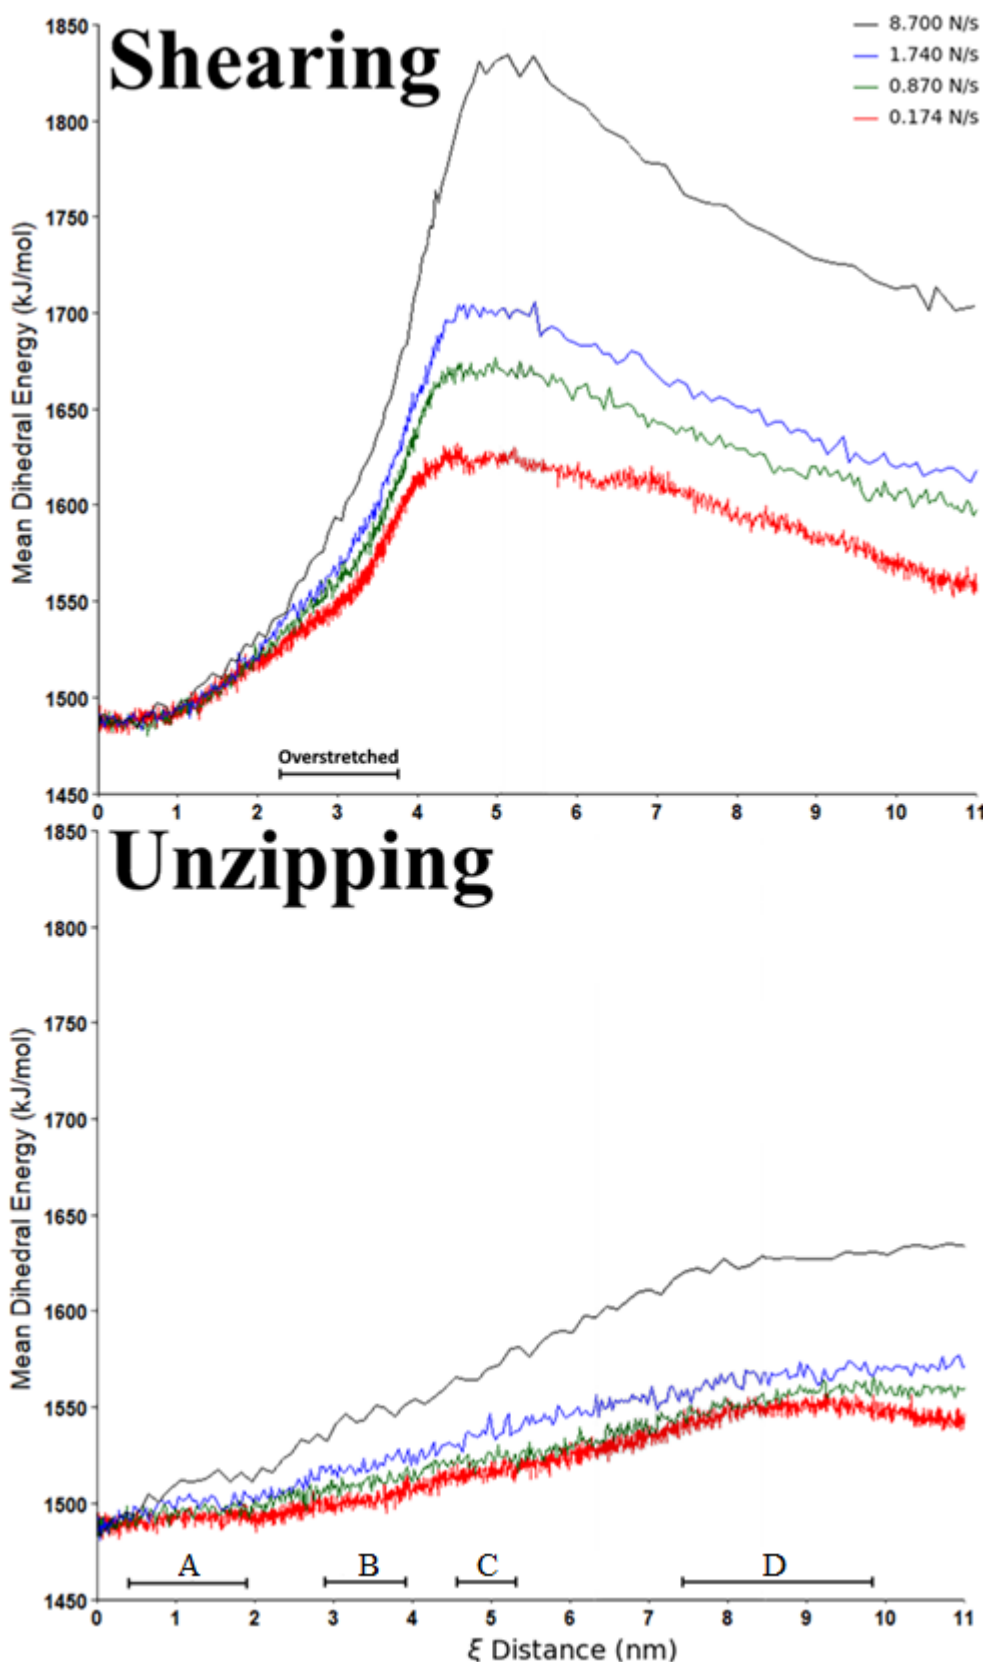 Shearing
8.700 N/s
1.740 N/s
0.870 N/s
0.174 N/s
Mean Dihedral Energy (kJ/mol)
1850
1800
1750
1700
1650
1600
1550
1500
1450
Overstretched
0 1 2 3 4 5 6 7 8 9 10 11
Unzipping
Mean Dihedral Energy (kJ/mol)
1850
1800
1750
1700
1650
1600
1550
1500
1450
A B C D
0 1 2 3 4 5 6 7 8 9 10 11
ξ Distance (nm)